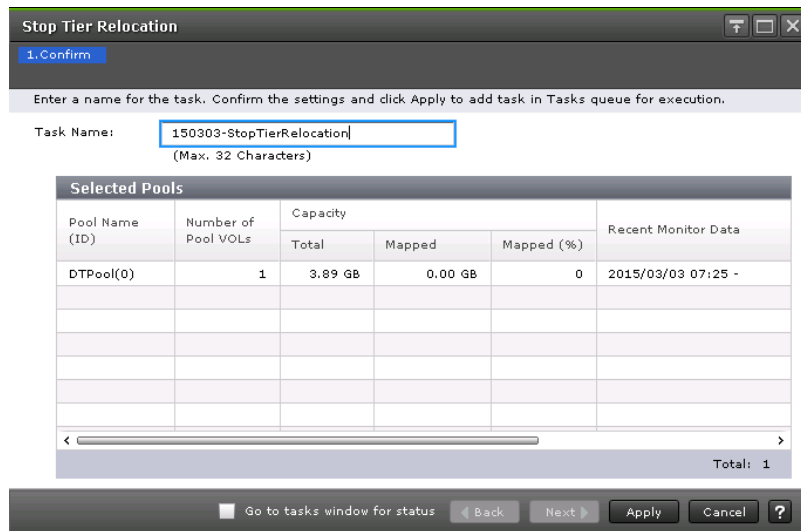 Stop Tier Relocation
1.Confirm
Enter a name for the task. Confirm the settings and click Apply to add task in Tasks queue for execution.
Task Name: 150303-StopTierRelocation
(Max. 32 Characters)
Selected Pools
Pool Name (ID) Number of Pool VOLs Capacity Recent Monitor Data
Total Mapped Mapped (%)
DTPool(0) 1 3.89 GB 0.00 GB 0 2015/03/03 07:25 -
Total: 1
Go to tasks window for status Back Next Apply Cancel ?